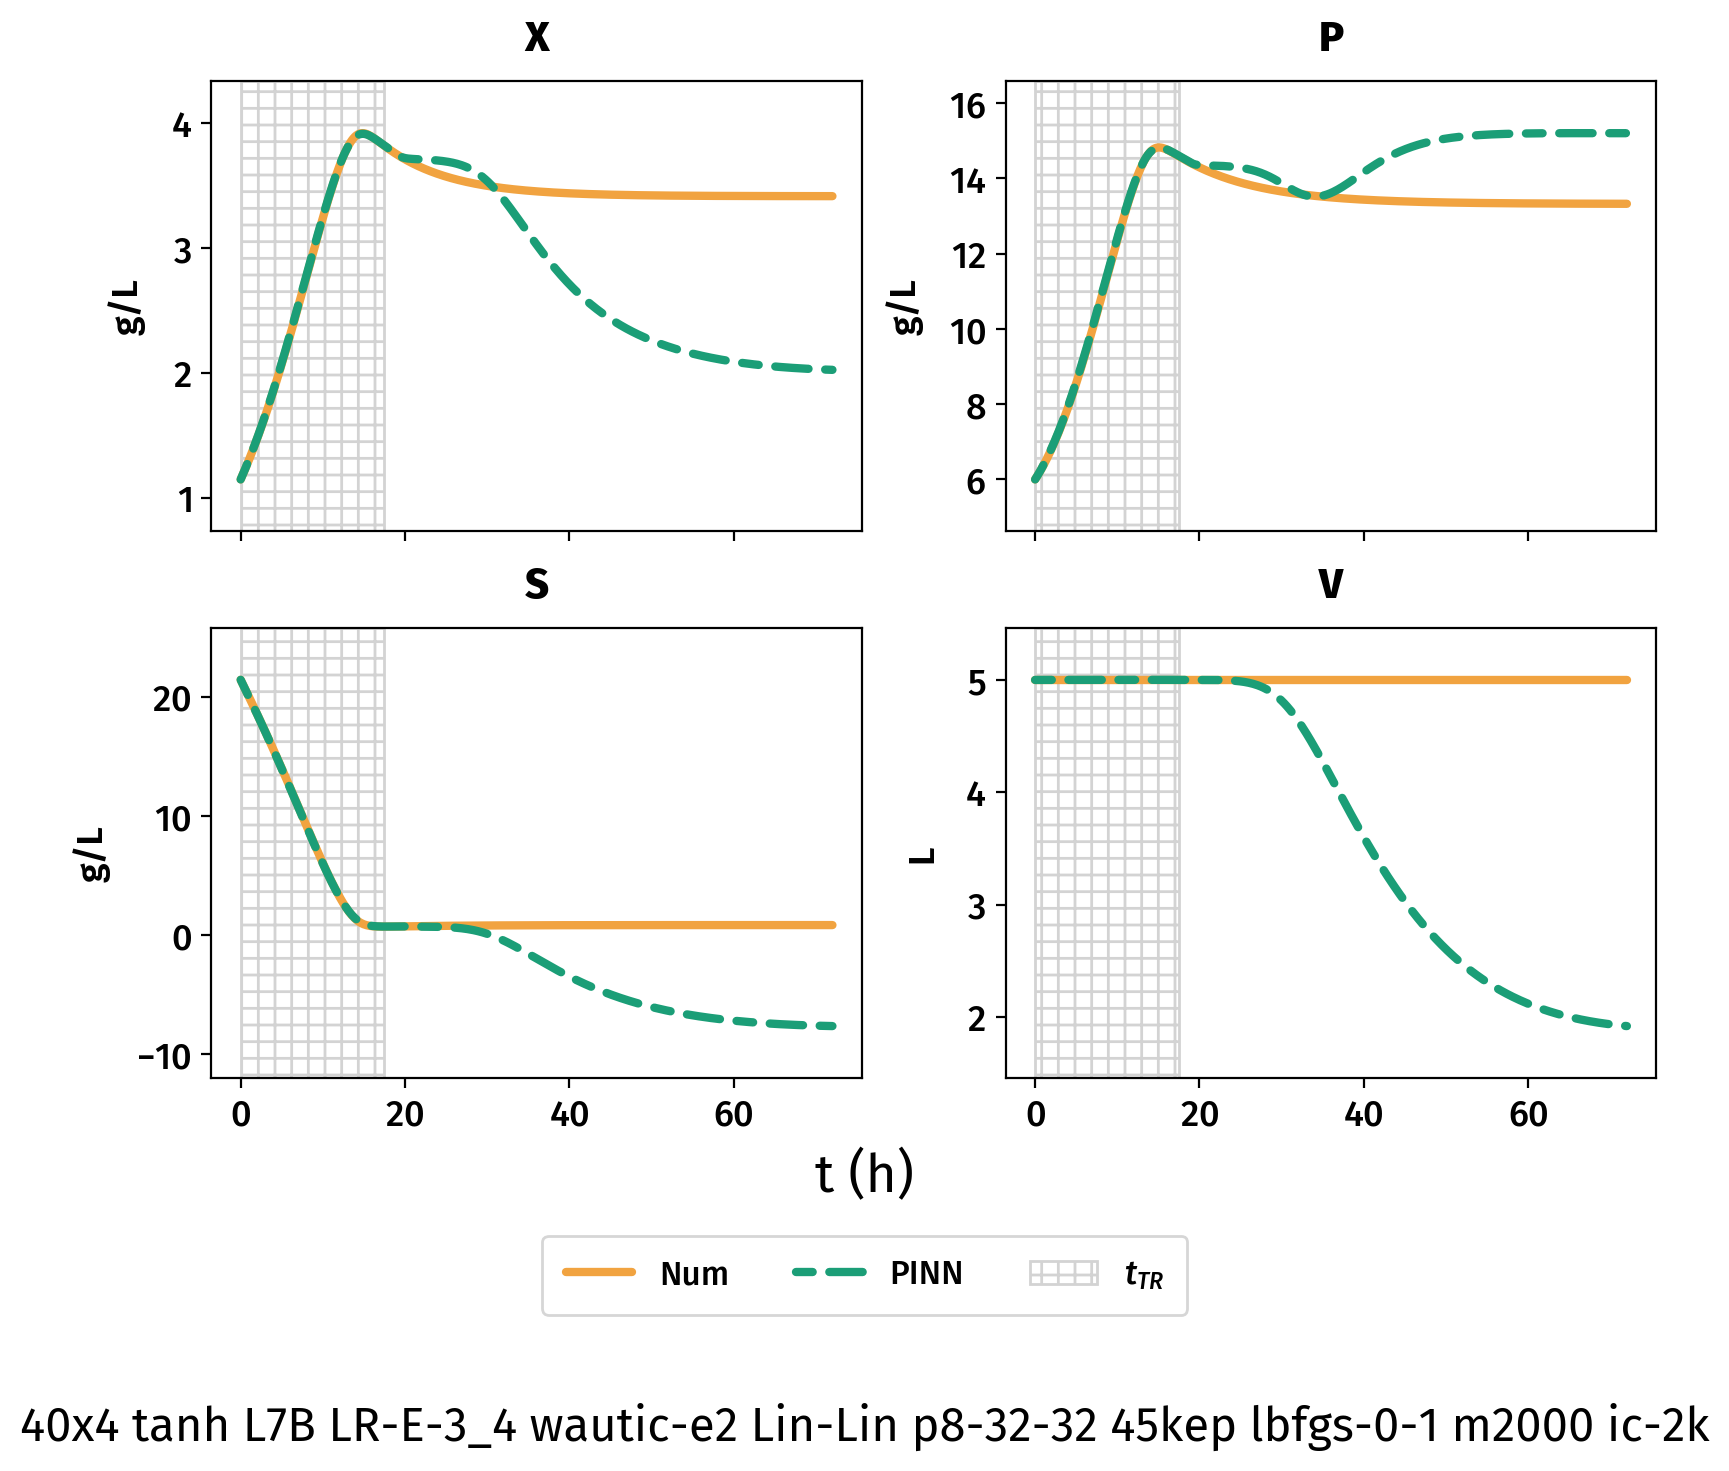 X
P
4
3
2
1
g/L
16
14
12
10
8
6
g/L
S
V
20
10
0
−10
g/L
5
4
3
2
L
0 20 40 60
0 20 40 60
t (h)
Num PINN tTR
40x4 tanh L7B LR-E-3_4 wautic-e2 Lin-Lin p8-32-32 45kep lbfgs-0-1 m2000 ic-2k